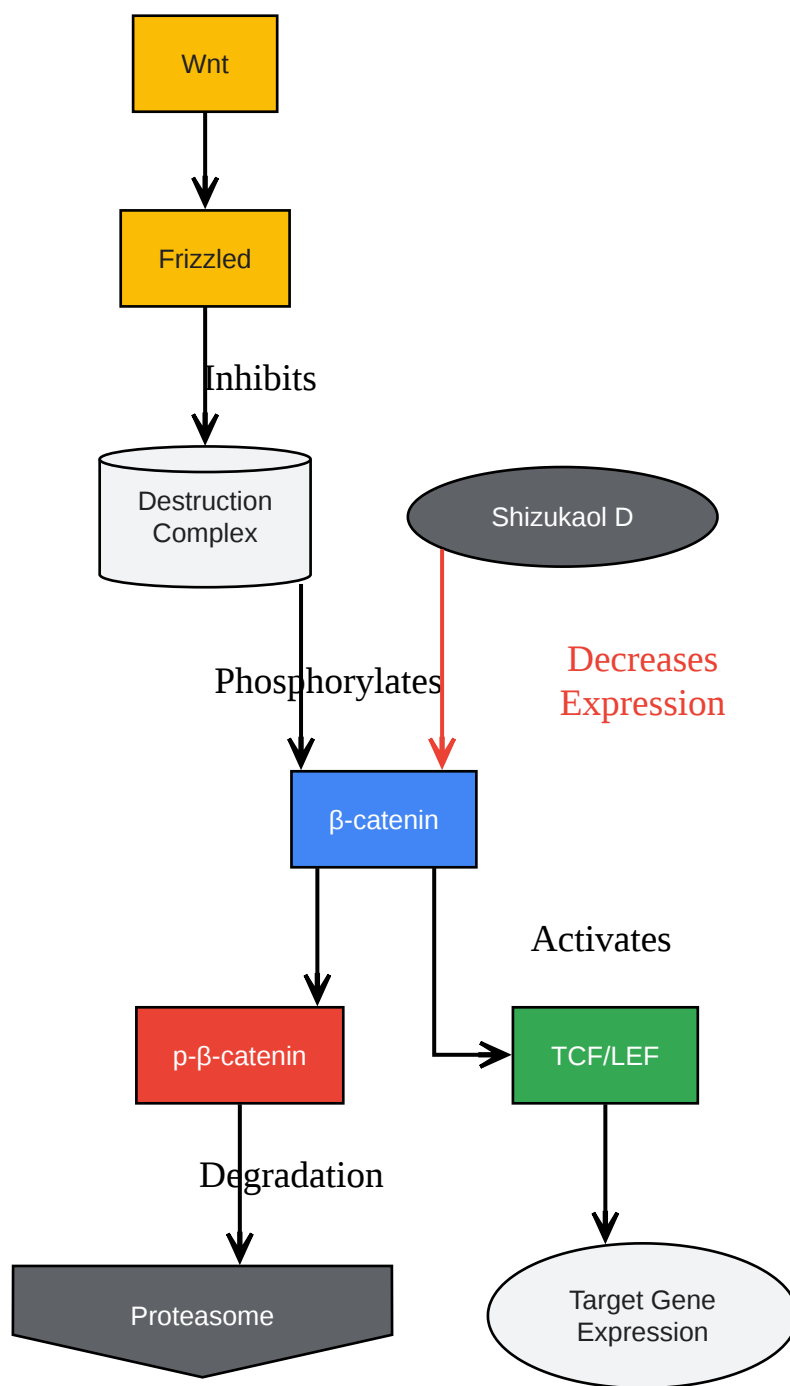 Wnt
Frizzled
Inhibits
Destruction
Complex
Shizukaol D
Phosphorylates
Decreases
Expression
β-catenin
Activates
p-β-catenin
TCF/LEF
Degradation
Proteasome
Target Gene
Expression